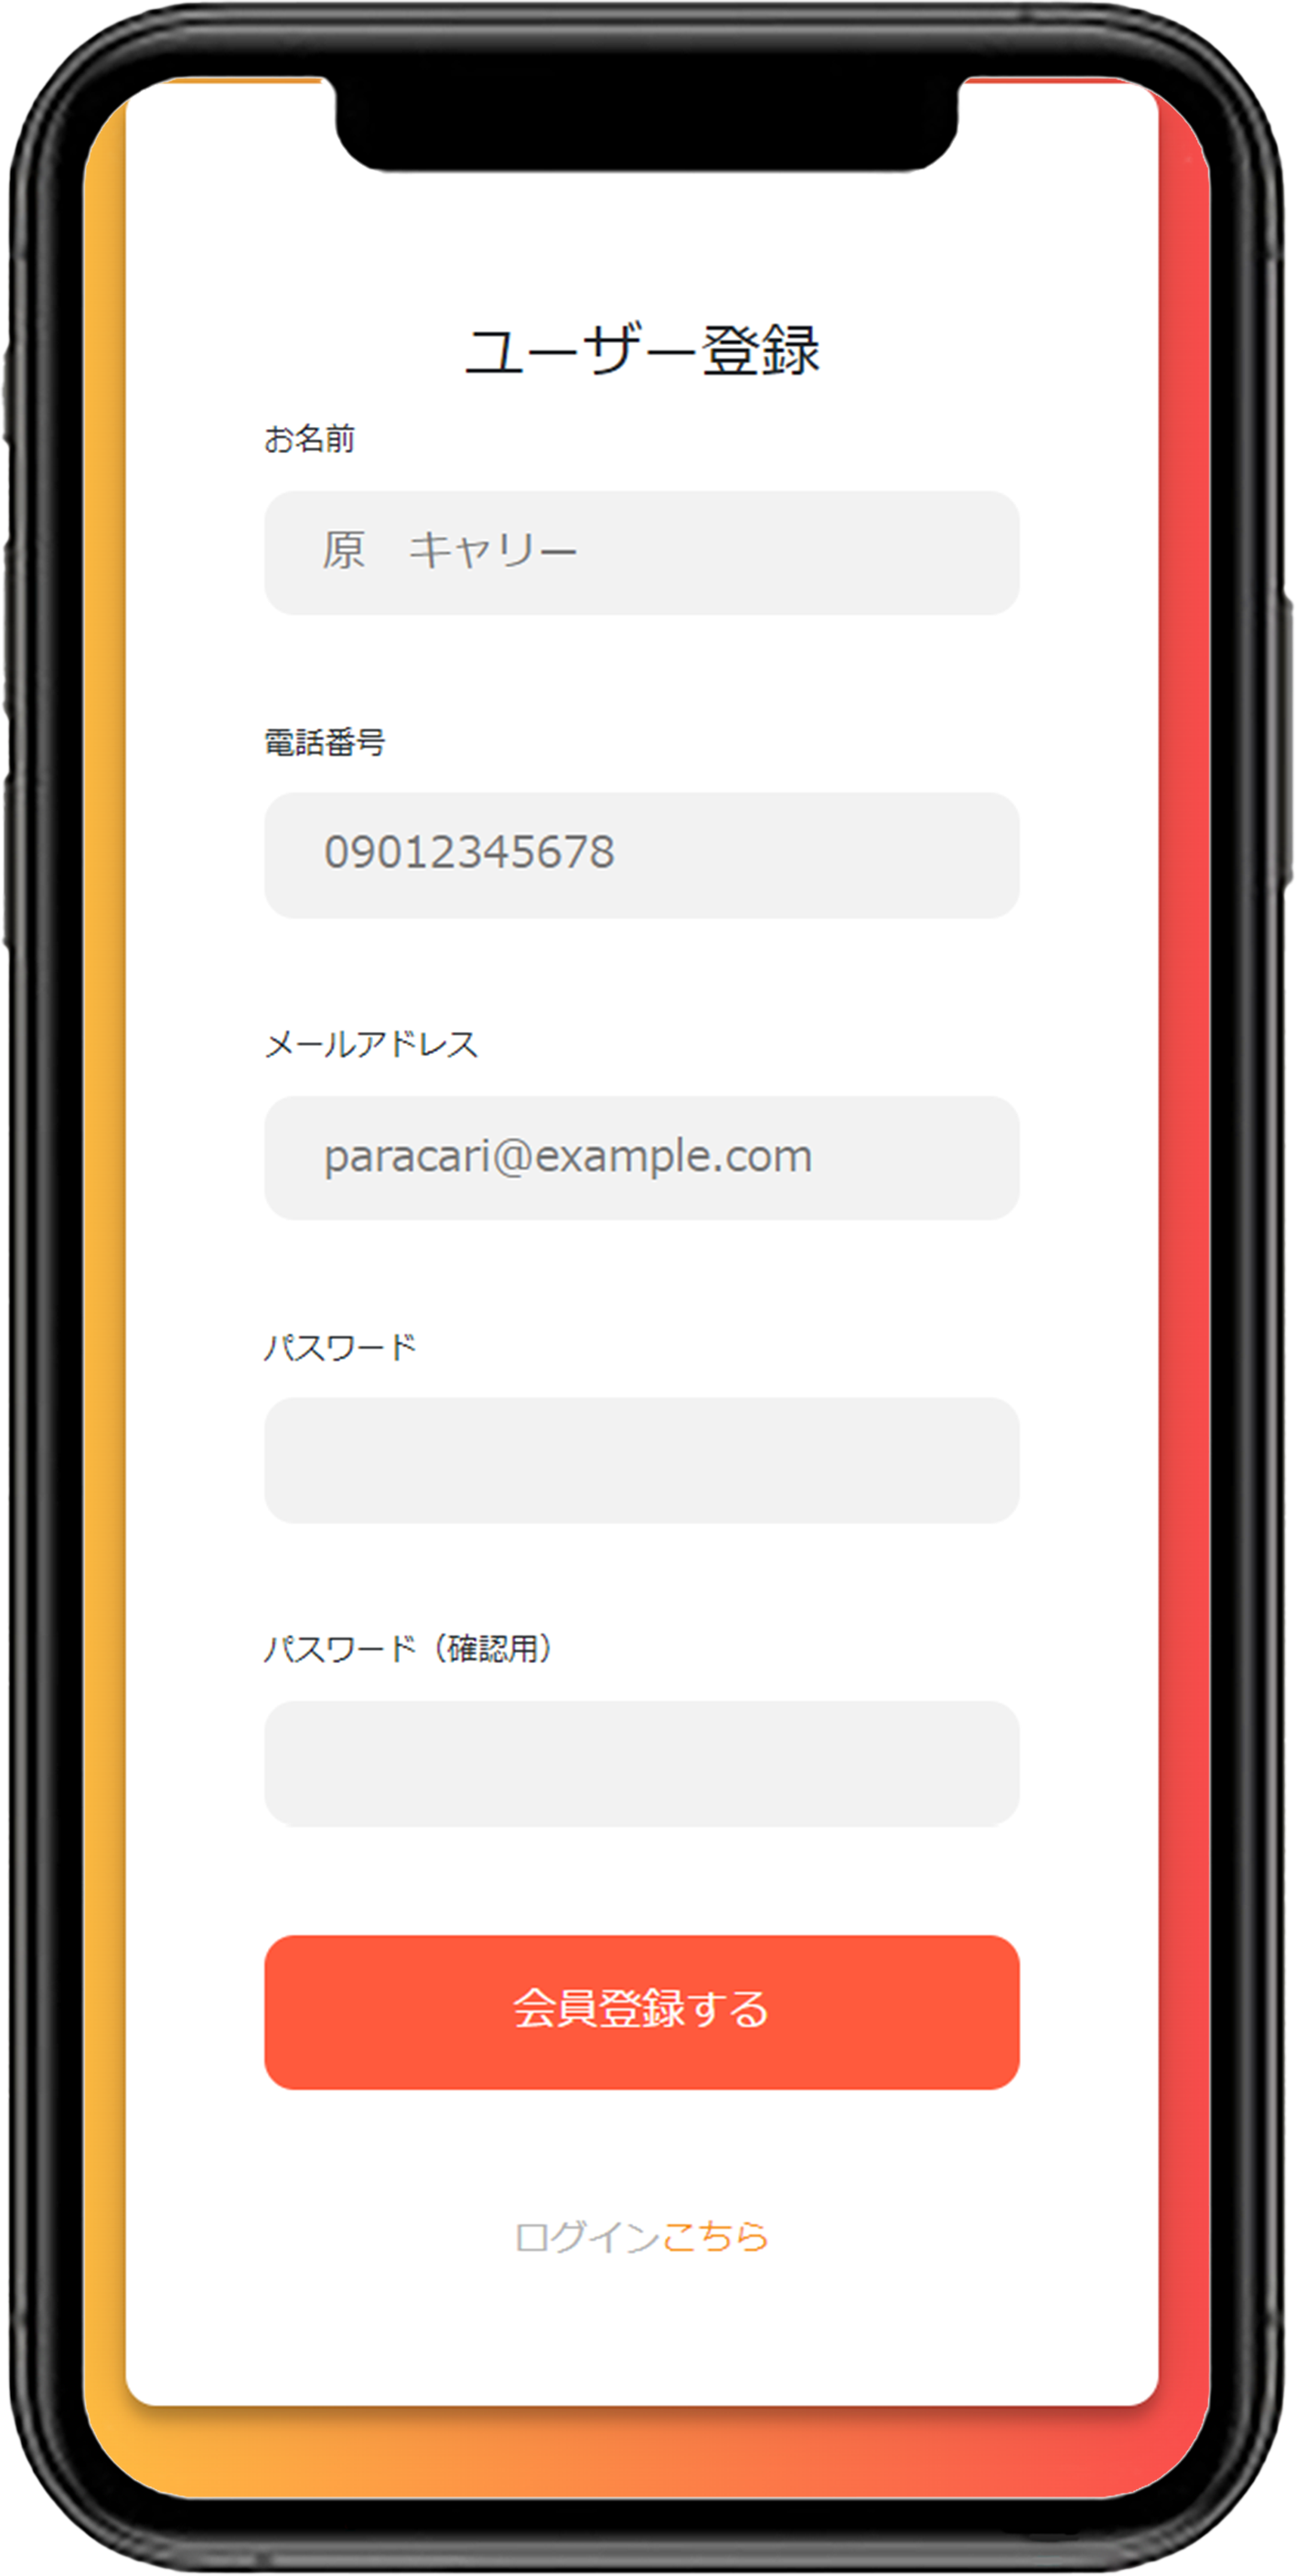 ユーザー登録
お名前
原　キャリー
電話番号
09012345678
メールアドレス
paracari@example.com
パスワード
パスワード（確認用）
会員登録する
ログインこちら